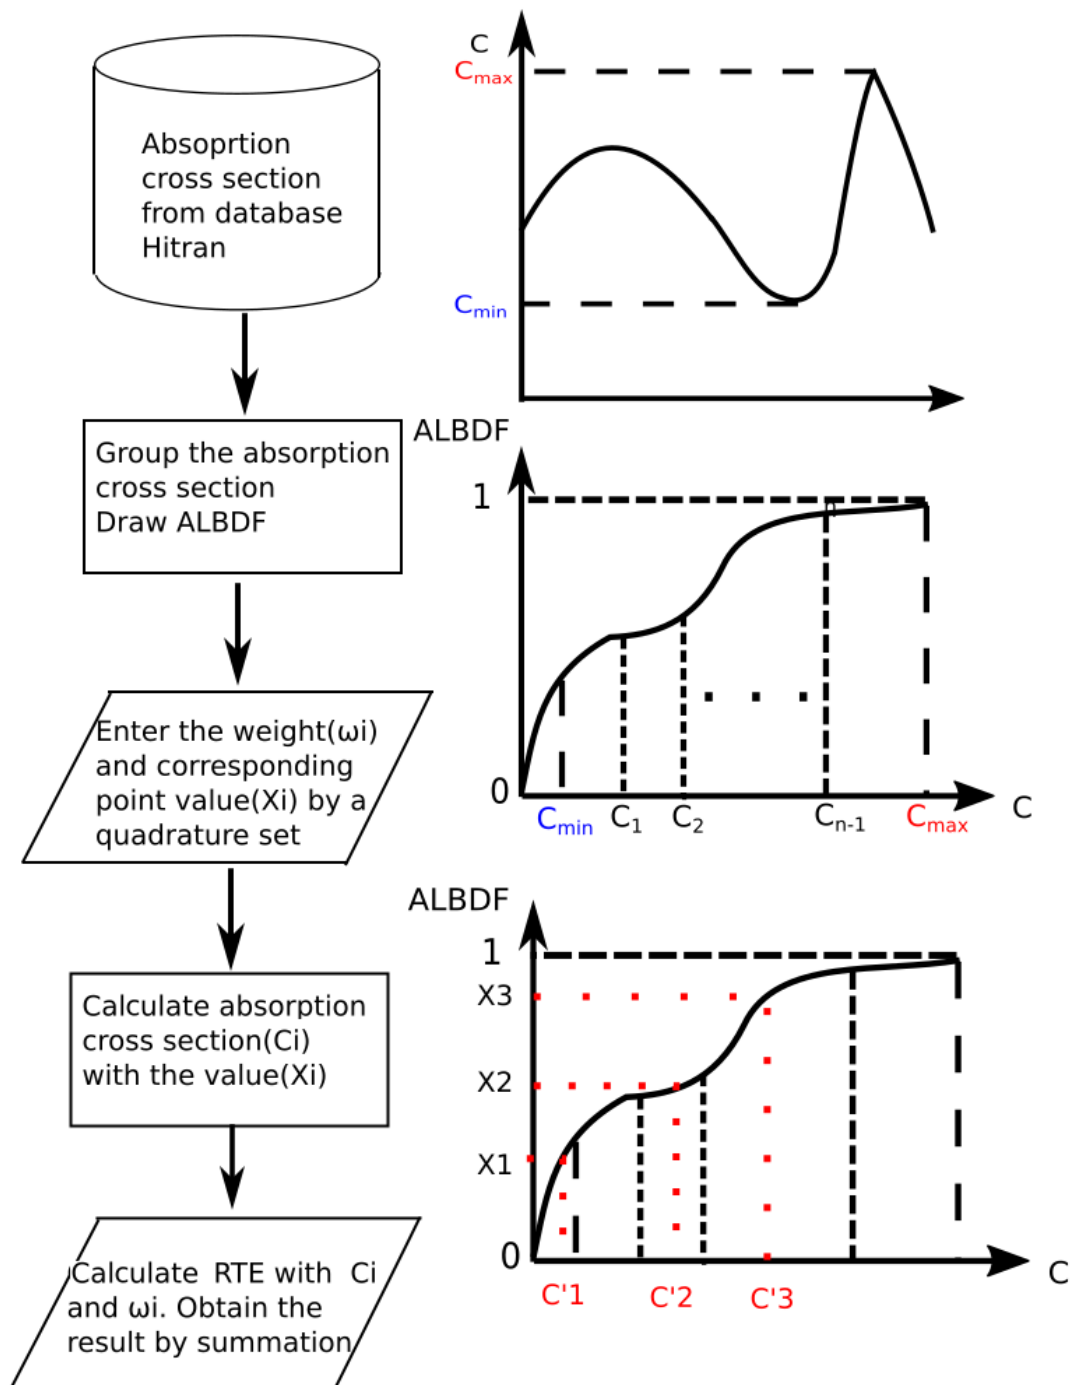 Absoprtion
cross section
from database
Hitran
C
Cmax
Cmin
Group the absorption
cross section
Draw ALBDF
ALBDF
1
n
0
Cmin C1 C2 Cn-1 Cmax
C
Enter the weight(ωi)
and corresponding
point value(Xi) by a
quadrature set
Calculate absorption
cross section(Ci)
with the value(Xi)
ALBDF
1
X3
X2
X1
0
C'1 C'2 C'3
C
Calculate RTE with Ci
and ωi. Obtain the
result by summation